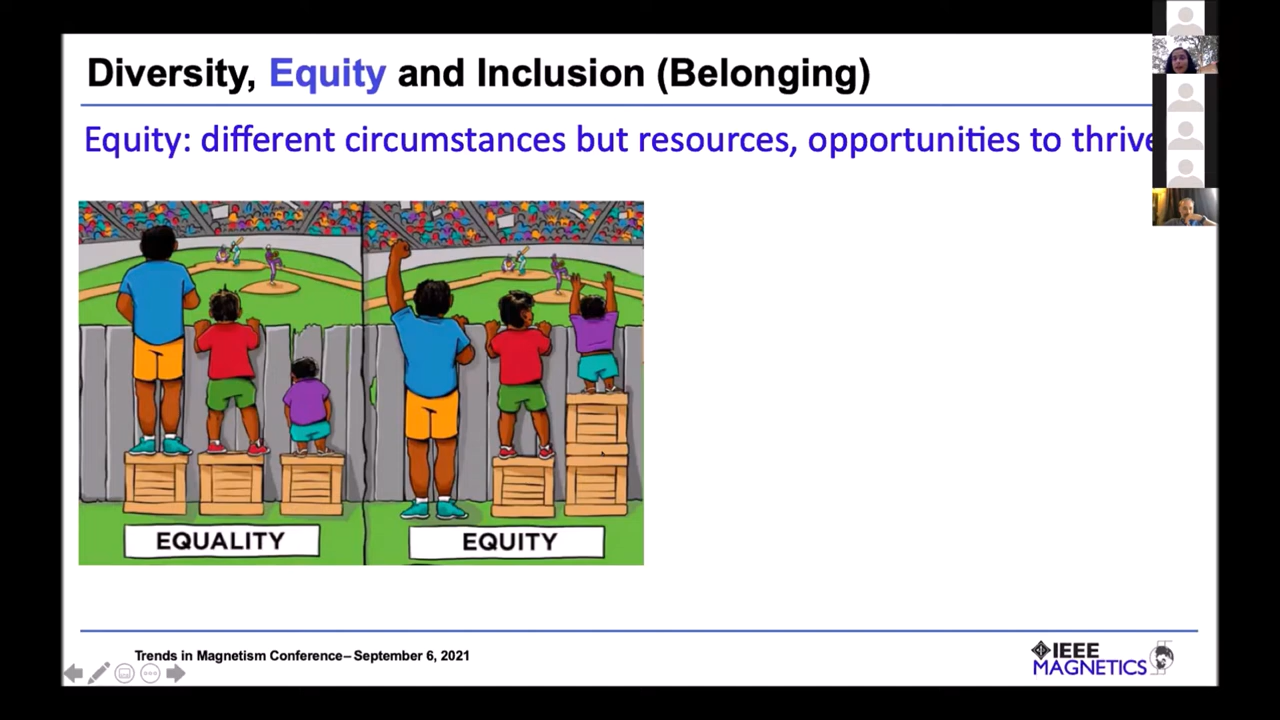 Diversity, Equity and Inclusion (Belonging)
Equity: different circumstances but resources, opportunities to thrive
EQUALITY
EQUITY
Trends in Magnetism Conference– September 6, 2021
IEEE
MAGNETICS